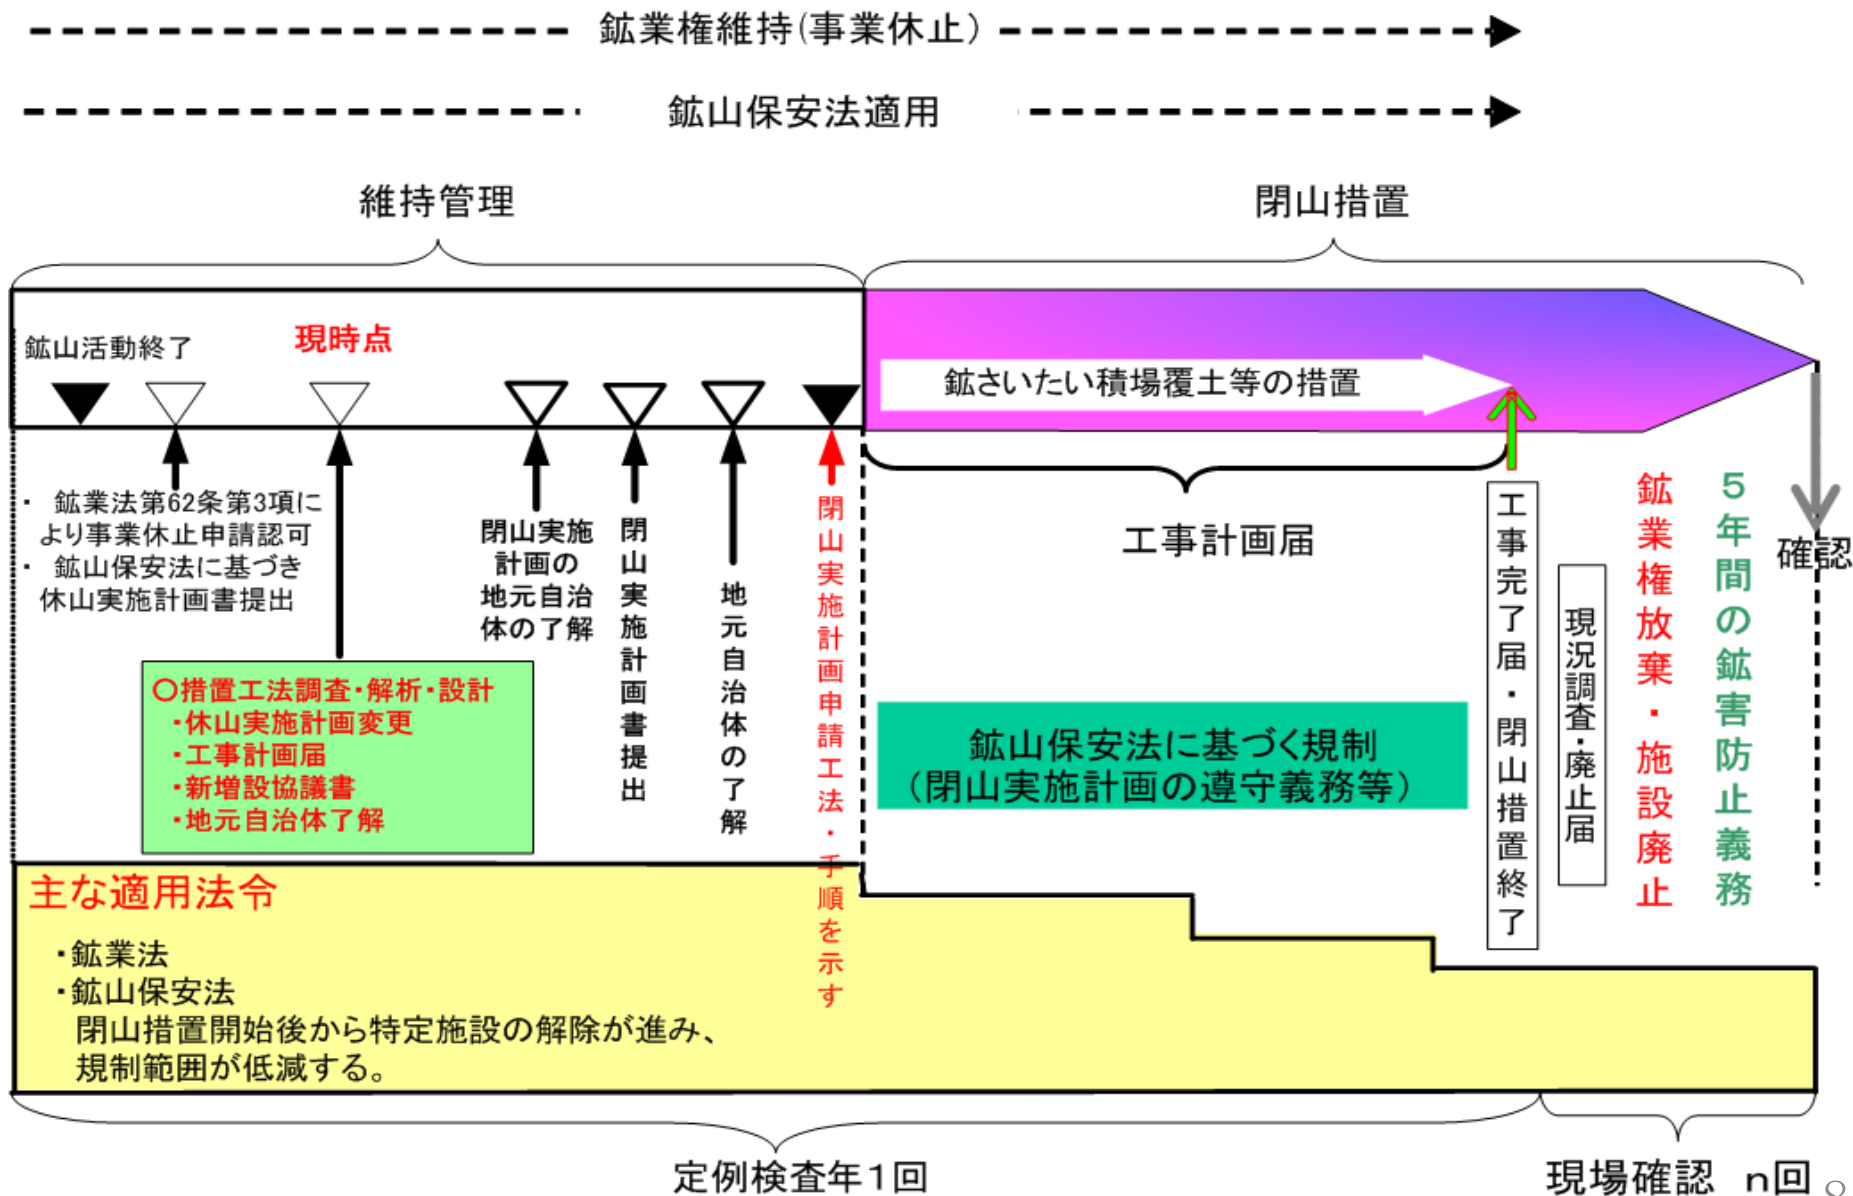 鉱業権維持(事業休止)
鉱山保安法適用
維持管理
閉山措置
鉱山活動終了
現時点
鉱さいたい積場覆土等の措置
・ 鉱業法第62条第3項に
より事業休止申請認可
・ 鉱山保安法に基づき
休山実施計画書提出
閉山実施
計画の
地元自治
体の了解
閉山実施計画書提出
地元自治体の了解
閉山実施計画申請工法・手順を示す
工事計画届
工事完了届・閉山措置終了
現況調査・廃止届
鉱業権放棄・施設廃止
5年間の鉱害防止義務
確認
〇措置工法調査・解析・設計
・休山実施計画変更
・工事計画届
・新増設協議書
・地元自治体了解
鉱山保安法に基づく規制
(閉山実施計画の遵守義務等)
主な適用法令
・鉱業法
・鉱山保安法
閉山措置開始後から特定施設の解除が進み、
規制範囲が低減する。
定例検査年1回
現場確認 n回
8